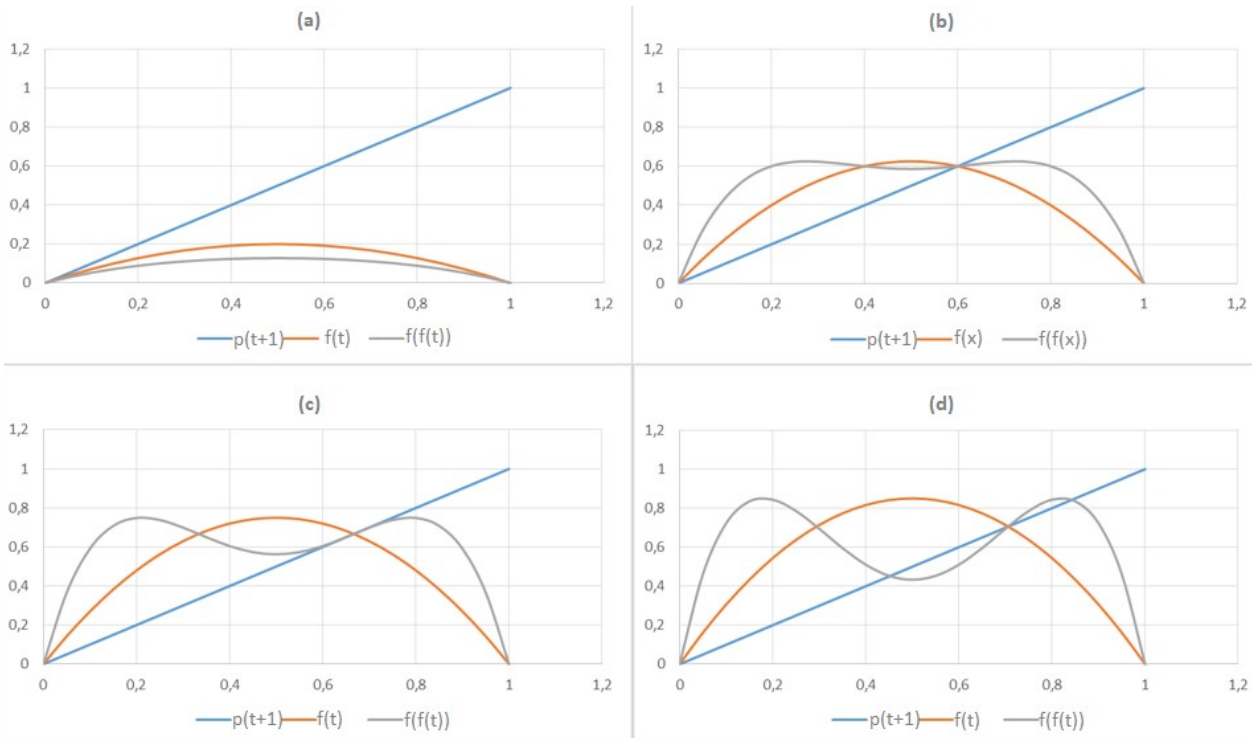 (a)
1,2
1
0,8
0,6
0,4
0,2
0
0 0,2 0,4 0,6 0,8 1 1,2
p(t+1) f(t) f(f(t))
(b)
1,2
1
0,8
0,6
0,4
0,2
0
0 0,2 0,4 0,6 0,8 1 1,2
p(t+1) f(x) f(f(x))
(c)
1,2
1
0,8
0,6
0,4
0,2
0
0 0,2 0,4 0,6 0,8 1 1,2
p(t+1) f(t) f(f(t))
(d)
1,2
1
0,8
0,6
0,4
0,2
0
0 0,2 0,4 0,6 0,8 1 1,2
p(t+1) f(t) f(f(t))